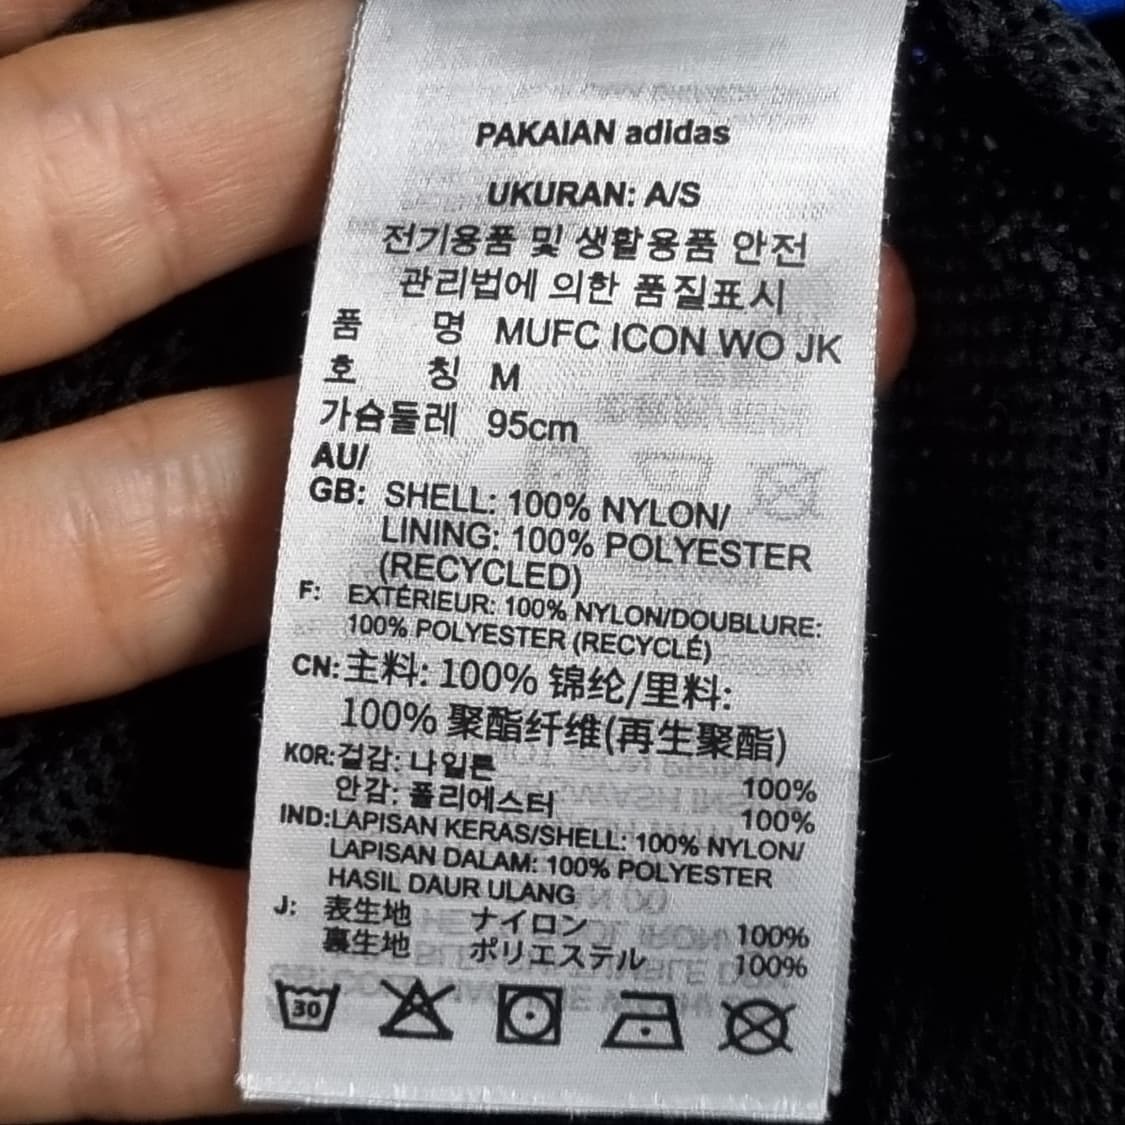 PAKAIAN adidas
UKURAN: A/S
전기용품 및 생활용품 안전
관리법에 의한 품질표시
품 명 MUFC ICON WO JK
호 칭 M
가슴둘레 95cm
AU/
GB: SHELL: 100% NYLON/
LINING: 100% POLYESTER
(RECYCLED)
F: EXTÉRIEUR: 100% NYLON/DOUBLURE:
100% POLYESTER (RECYCLÉ)
CN: 主料: 100% 锦纶/里料:
100% 聚酯纤维(再生聚酯)
KOR: 겉감: 나일론 100%
안감: 폴리에스터 100%
IND: LAPISAN KERAS/SHELL: 100% NYLON/
LAPISAN DALAM: 100% POLYESTER
HASIL DAUR ULANG
J: 表生地 ナイロン 100%
裏生地 ポリエステル 100%
30